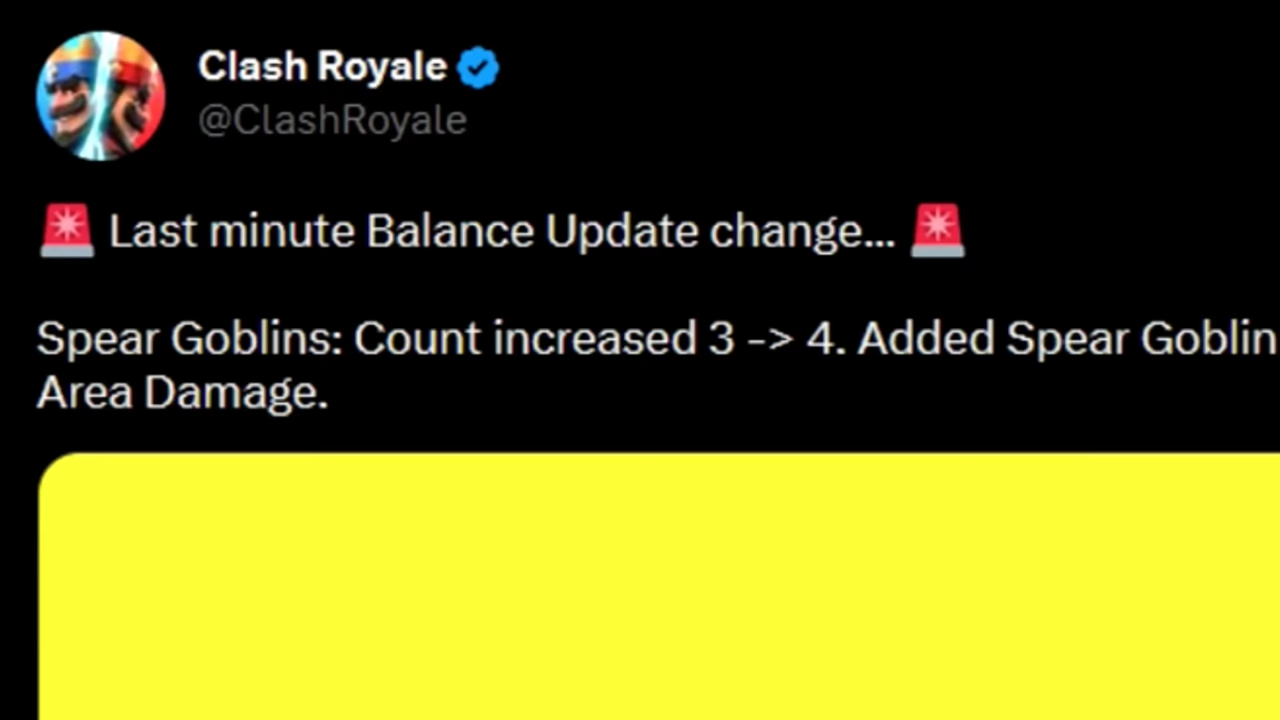 Clash Royale
@ClashRoyale
🚨 Last minute Balance Update change... 🚨
Spear Goblins: Count increased 3 -> 4. Added Spear Goblin
Area Damage.